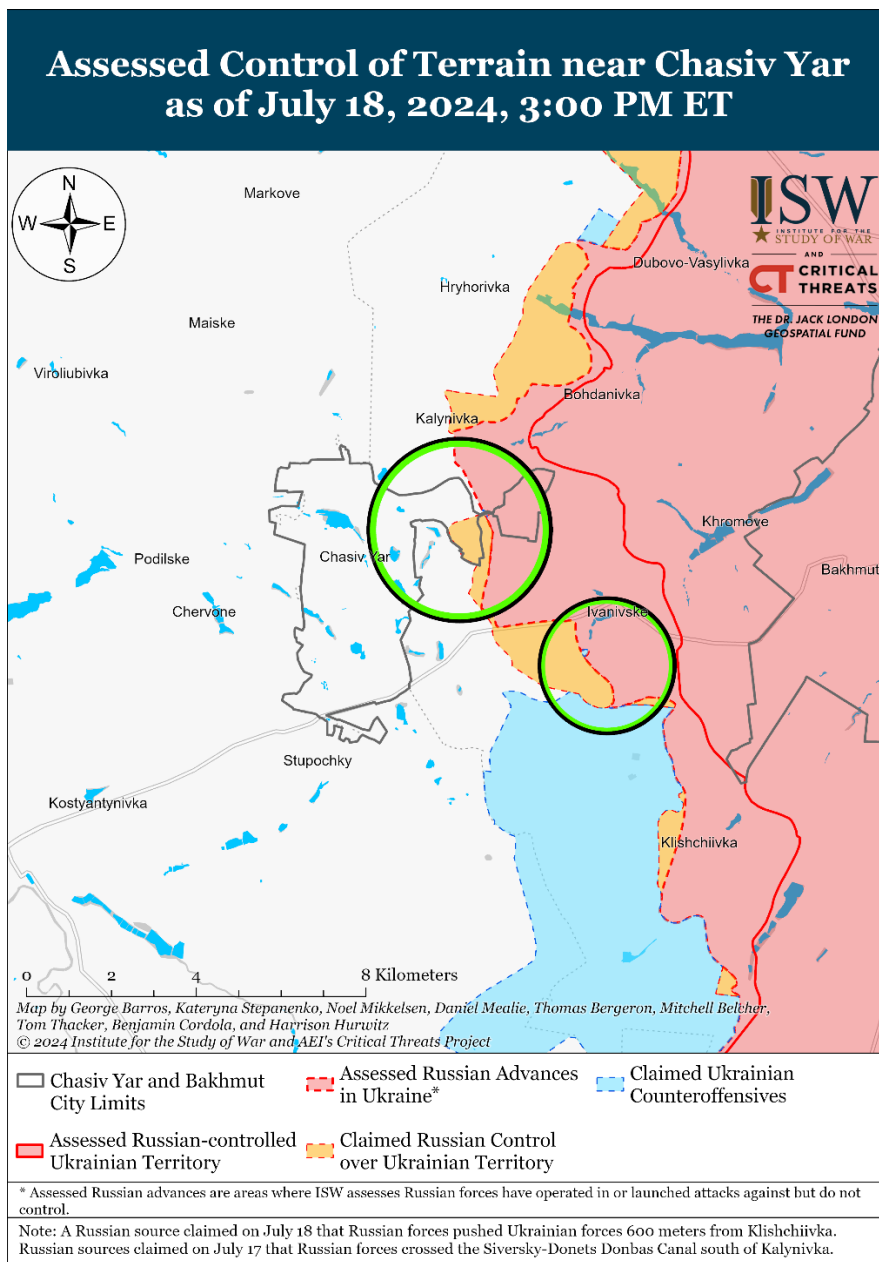 Assessed Control of Terrain near Chasiv Yar
as of July 18, 2024, 3:00 PM ET
N
W E
S
ISW
INSTITUTE FOR THE
STUDY OF WAR
AND
CT CRITICAL
THREATS
THE DR. JACK LONDON
GEOSPATIAL FUND
Markove
Dubovo-Vasylivka
Hryhorivka
Maiske
Viroliubivka
Bohdanivka
Kalynivka
Khromove
Podilske
Chasiv Yar
Bakhmut
Chervone
Ivanivske
Stupochky
Kostyantynivka
Klishchiivka
0 2 4 8 Kilometers
Map by George Barros, Kateryna Stepanenko, Noel Mikkelsen, Daniel Mealie, Thomas Bergeron, Mitchell Belcher,
Tom Thacker, Benjamin Cordola, and Harrison Hurwitz
© 2024 Institute for the Study of War and AEI's Critical Threats Project
Chasiv Yar and Bakhmut
City Limits
Assessed Russian Advances
in Ukraine*
Claimed Ukrainian
Counteroffensives
Assessed Russian-controlled
Ukrainian Territory
Claimed Russian Control
over Ukrainian Territory
* Assessed Russian advances are areas where ISW assesses Russian forces have operated in or launched attacks against but do not
control.
Note: A Russian source claimed on July 18 that Russian forces pushed Ukrainian forces 600 meters from Klishchiivka.
Russian sources claimed on July 17 that Russian forces crossed the Siversky-Donets Donbas Canal south of Kalynivka.